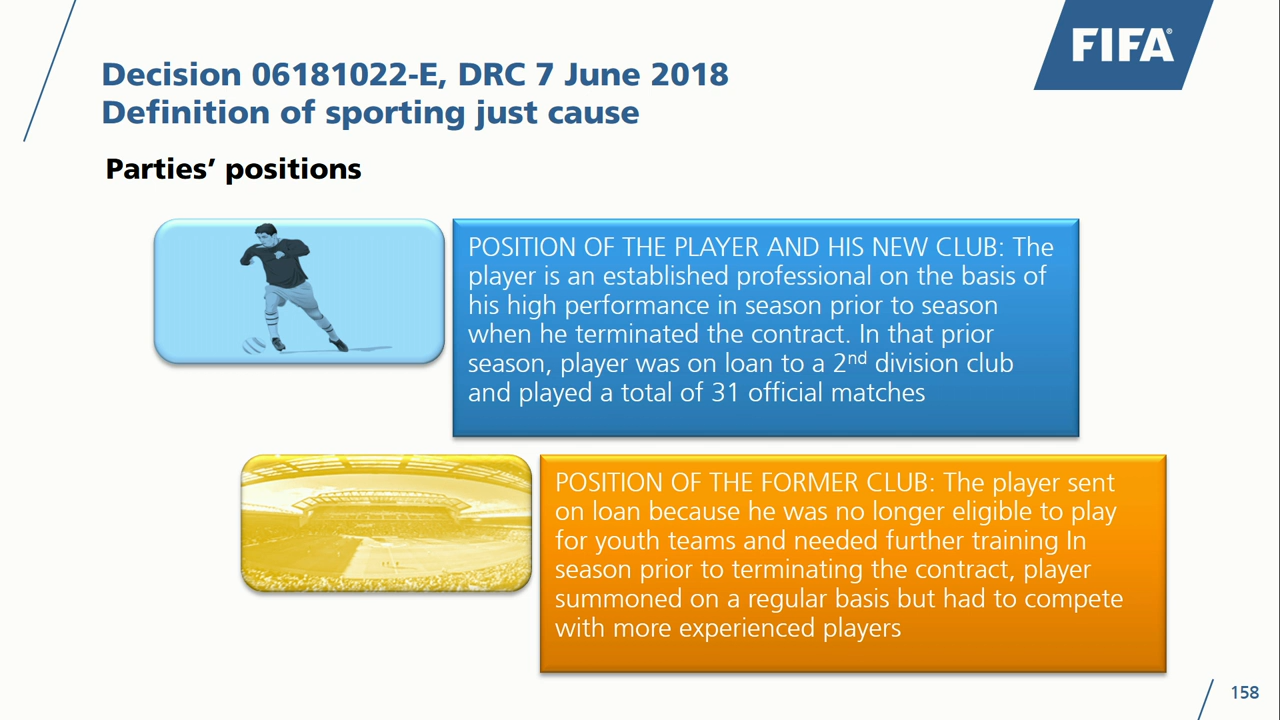 FIFA®
Decision 06181022-E, DRC 7 June 2018
Definition of sporting just cause
Parties’ positions
POSITION OF THE PLAYER AND HIS NEW CLUB: The
player is an established professional on the basis of
his high performance in season prior to season
when he terminated the contract. In that prior
season, player was on loan to a 2nd division club
and played a total of 31 official matches
POSITION OF THE FORMER CLUB: The player sent
on loan because he was no longer eligible to play
for youth teams and needed further training In
season prior to terminating the contract, player
summoned on a regular basis but had to compete
with more experienced players
158